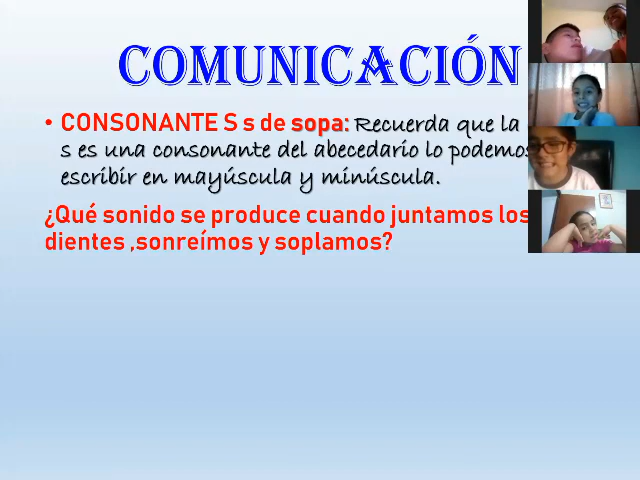 COMUNICACIÓN
• CONSONANTE S s de sopa: Recuerda que la
s es una consonante del abecedario lo podemos
escribir en mayúscula y minúscula.
¿Qué sonido se produce cuando juntamos los
dientes ,sonreímos y soplamos?